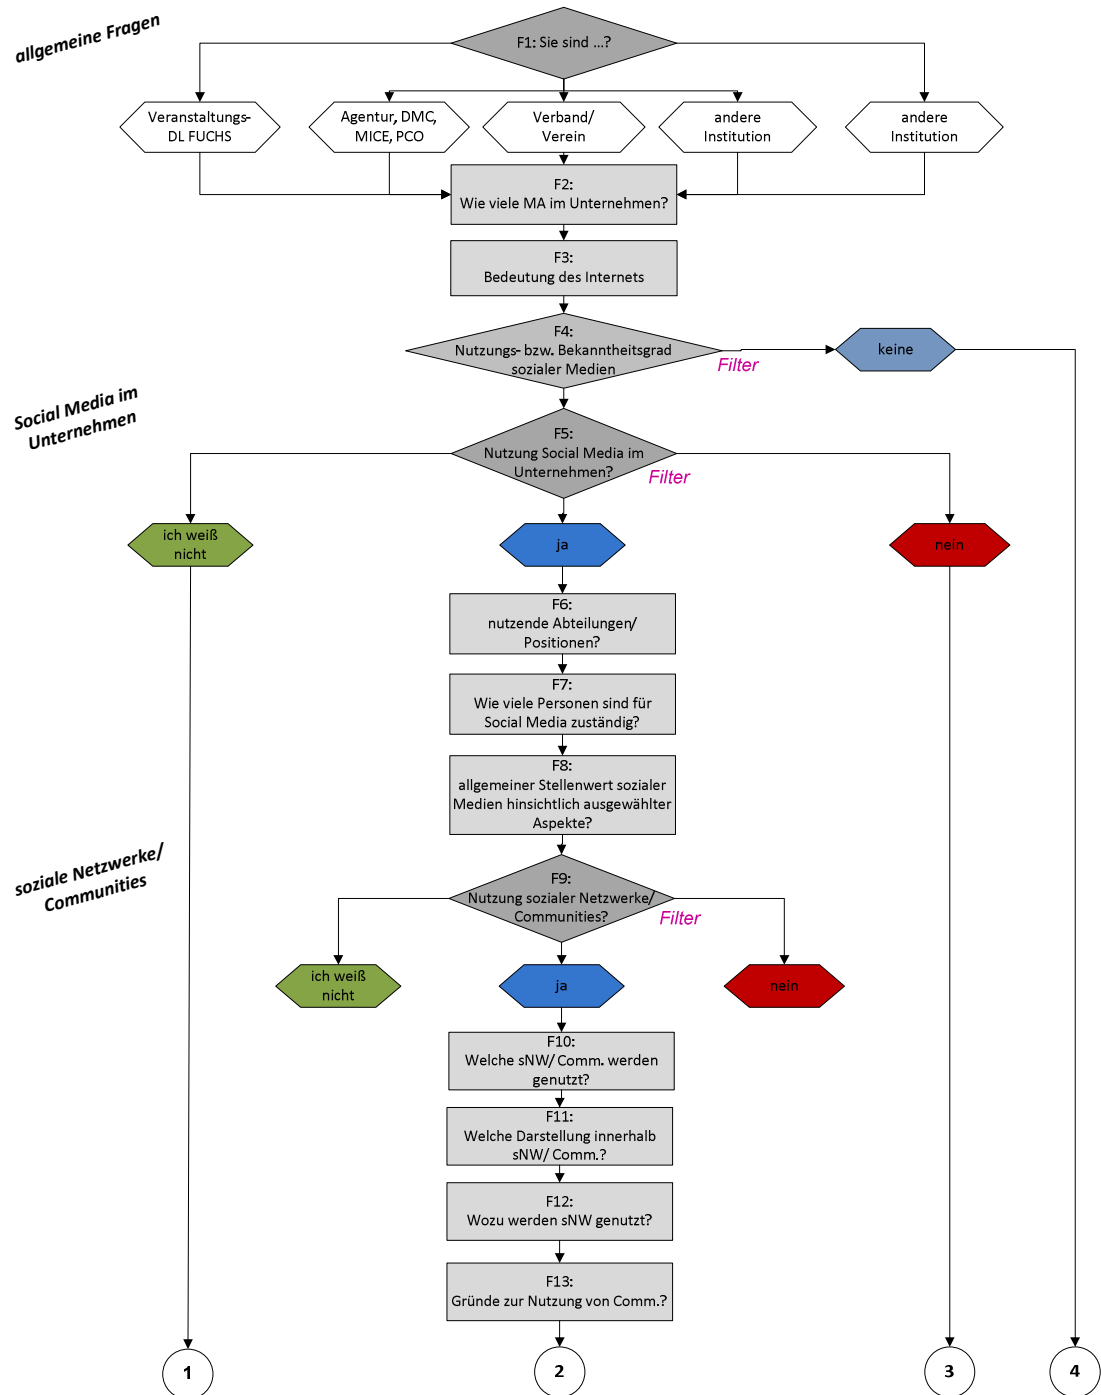 allgemeine Fragen
F1: Sie sind ...?
Veranstaltungs-
DL FUCHS
Agentur, DMC,
MICE, PCO
Verband/
Verein
andere
Institution
andere
Institution
F2:
Wie viele MA im Unternehmen?
F3:
Bedeutung des Internets
F4:
Nutzungs- bzw. Bekanntheitsgrad
sozialer Medien
Filter
keine
Social Media im
Unternehmen
F5:
Nutzung Social Media im
Unternehmen?
Filter
ich weiß
nicht
ja
nein
F6:
nutzende Abteilungen/
Positionen?
F7:
Wie viele Personen sind für
Social Media zuständig?
F8:
allgemeiner Stellenwert sozialer
Medien hinsichtlich ausgewählter
Aspekte?
soziale Netzwerke/
Communities
F9:
Nutzung sozialer Netzwerke/
Communities?
Filter
ich weiß
nicht
ja
nein
F10:
Welche sNW/ Comm. werden
genutzt?
F11:
Welche Darstellung innerhalb
sNW/ Comm.?
F12:
Wozu werden sNW genutzt?
F13:
Gründe zur Nutzung von Comm.?
1
2
3
4